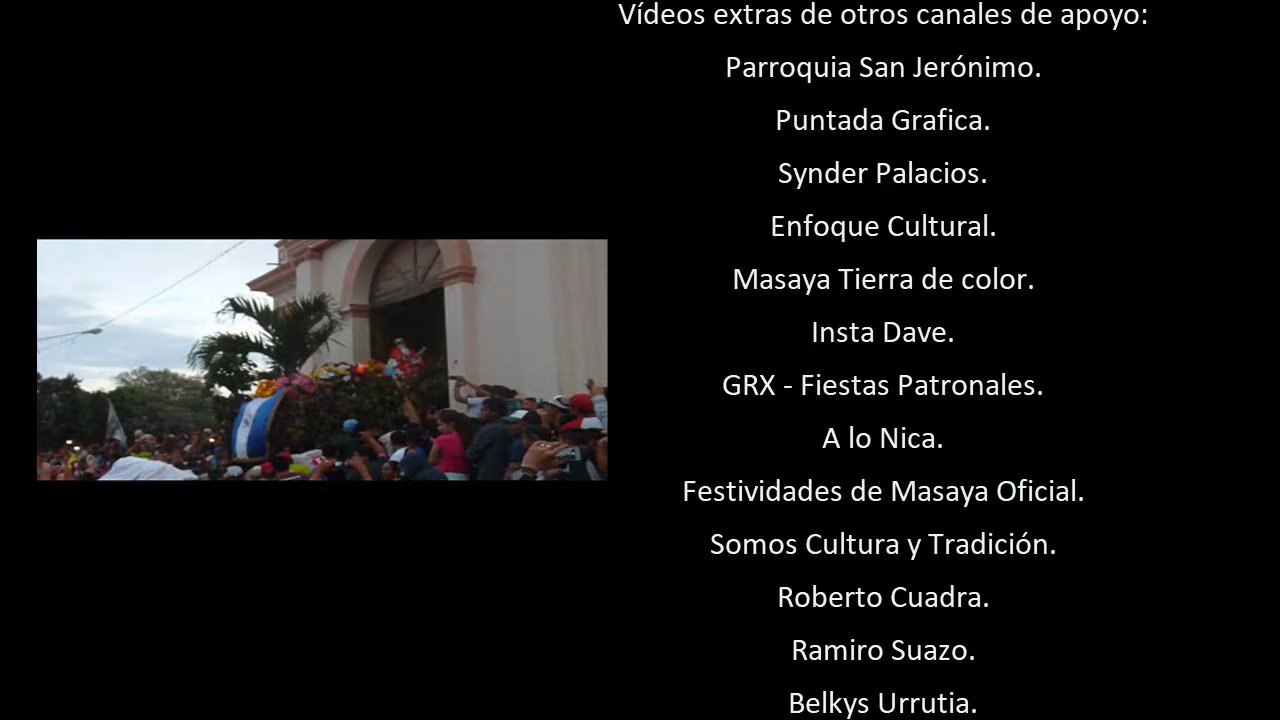 Vídeos extras de otros canales de apoyo:
Parroquia San Jerónimo.
Puntada Grafica.
Synder Palacios.
Enfoque Cultural.
Masaya Tierra de color.
Insta Dave.
GRX - Fiestas Patronales.
A lo Nica.
Festividades de Masaya Oficial.
Somos Cultura y Tradición.
Roberto Cuadra.
Ramiro Suazo.
Belkys Urrutia.